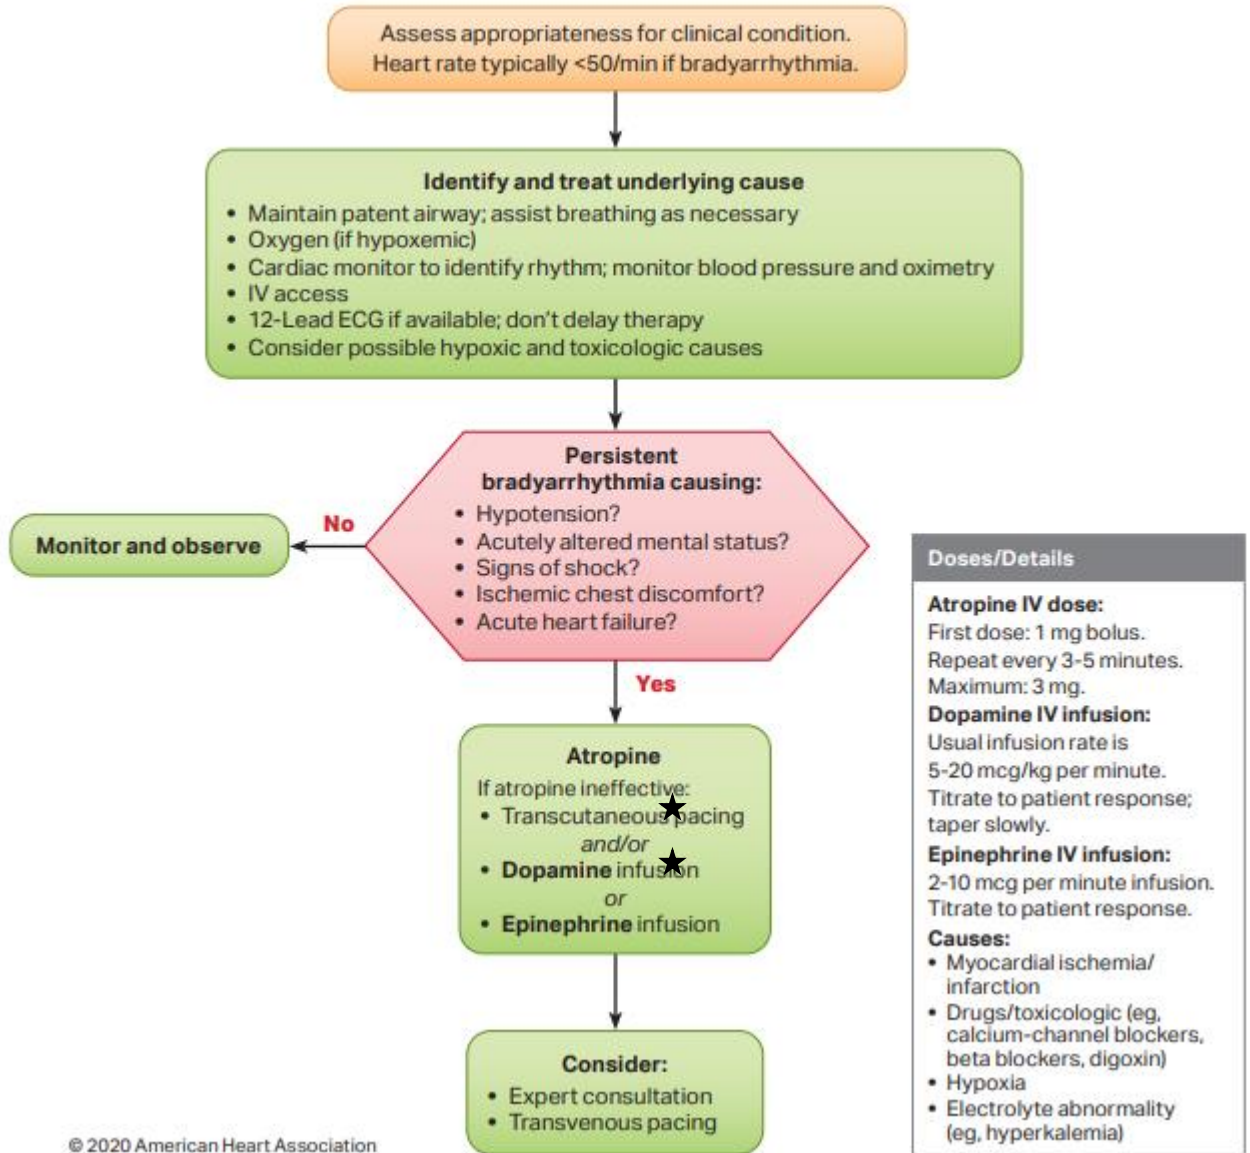 Assess appropriateness for clinical condition.
Heart rate typically <50/min if bradyarrhythmia.
Identify and treat underlying cause
• Maintain patent airway; assist breathing as necessary
• Oxygen (if hypoxemic)
• Cardiac monitor to identify rhythm; monitor blood pressure and oximetry
• IV access
• 12-Lead ECG if available; don't delay therapy
• Consider possible hypoxic and toxicologic causes
Persistent
bradyarrhythmia causing:
• Hypotension?
• Acutely altered mental status?
• Signs of shock?
• Ischemic chest discomfort?
• Acute heart failure?
No
Monitor and observe
Yes
Atropine
If atropine ineffective:
• Transcutaneous pacing
and/or
• Dopamine infusion
or
• Epinephrine infusion
Consider:
• Expert consultation
• Transvenous pacing
Doses/Details
Atropine IV dose:
First dose: 1 mg bolus.
Repeat every 3-5 minutes.
Maximum: 3 mg.
Dopamine IV infusion:
Usual infusion rate is
5-20 mcg/kg per minute.
Titrate to patient response;
taper slowly.
Epinephrine IV infusion:
2-10 mcg per minute infusion.
Titrate to patient response.
Causes:
• Myocardial ischemia/
infarction
• Drugs/toxicologic (eg,
calcium-channel blockers,
beta blockers, digoxin)
• Hypoxia
• Electrolyte abnormality
(eg, hyperkalemia)
© 2020 American Heart Association